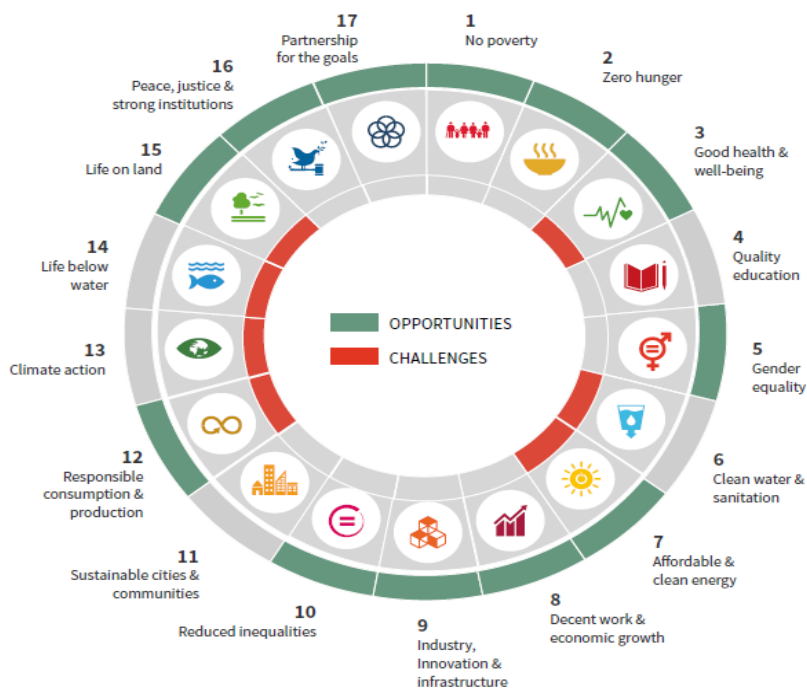 1
No poverty
2
Zero hunger
3
Good health &
well-being
4
Quality
education
5
Gender
equality
6
Clean water &
sanitation
7
Affordable &
clean energy
8
Decent work &
economic growth
9
Industry,
Innovation &
infrastructure
10
Reduced inequalities
11
Sustainable cities &
communities
12
Responsible
consumption &
production
13
Climate action
14
Life below
water
15
Life on land
16
Peace, justice &
strong institutions
17
Partnership
for the goals
OPPORTUNITIES
CHALLENGES